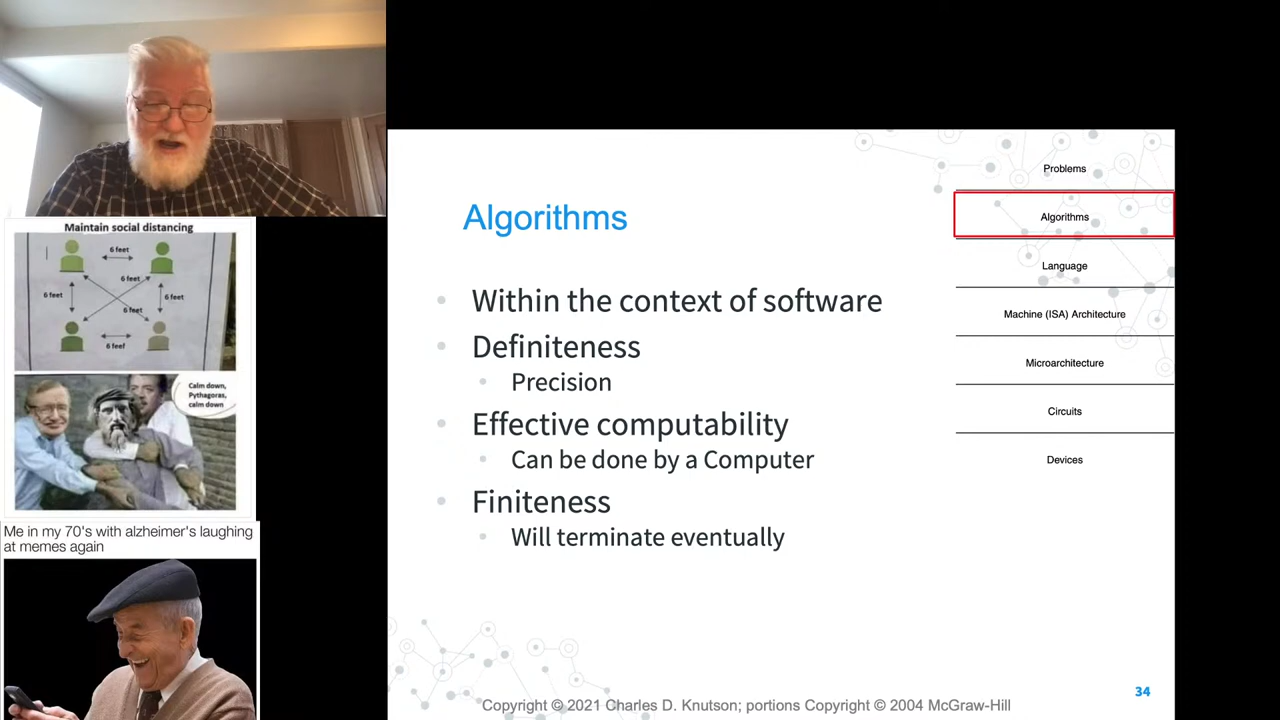 Maintain social distancing
6 feet
6 feet
6 feet
6 feet
6 feet
6 feet
Calm down,
Pythagoras,
calm down
Me in my 70's with alzheimer's laughing
at memes again
Algorithms
Within the context of software
Definiteness
Precision
Effective computability
Can be done by a Computer
Finiteness
Will terminate eventually
Problems
Algorithms
Language
Machine (ISA) Architecture
Microarchitecture
Circuits
Devices
34
Copyright © 2021 Charles D. Knutson; portions Copyright © 2004 McGraw-Hill